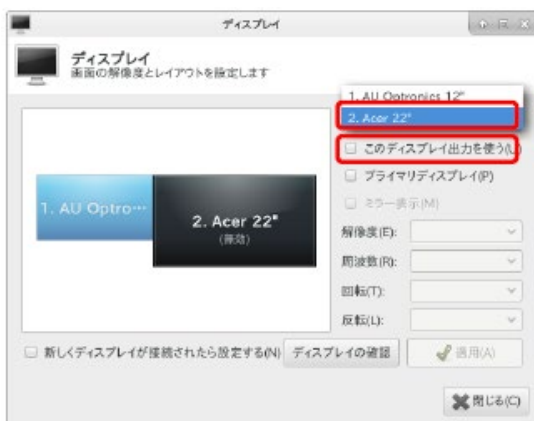 ディスプレイ
ディスプレイ
画面の解像度とレイアウトを設定します
1. AU Optronics 12"
2. Acer 22"
このディスプレイ出力を使う(U)
プライマリディスプレイ(P)
ミラー表示(M)
1. AU Optro…
2. Acer 22"
(無効)
解像度(E):
周波数(R):
回転(T):
反転(L):
新しくディスプレイが接続されたら設定する(N)
ディスプレイの確認
適用(A)
閉じる(C)